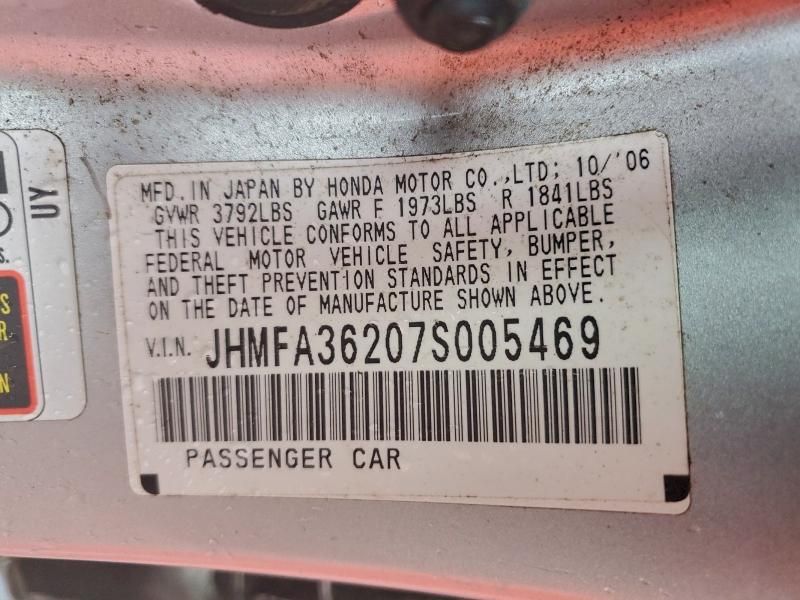 MFD. IN JAPAN BY HONDA MOTOR CO.,LTD; 10/'06
GVWR 3792LBS GAWR F 1973LBS R 1841LBS
THIS VEHICLE CONFORMS TO ALL APPLICABLE
FEDERAL MOTOR VEHICLE SAFETY, BUMPER,
AND THEFT PREVENTION STANDARDS IN EFFECT
ON THE DATE OF MANUFACTURE SHOWN ABOVE.
V.I.N. JHMFA36207S005469
PASSENGER CAR
UY